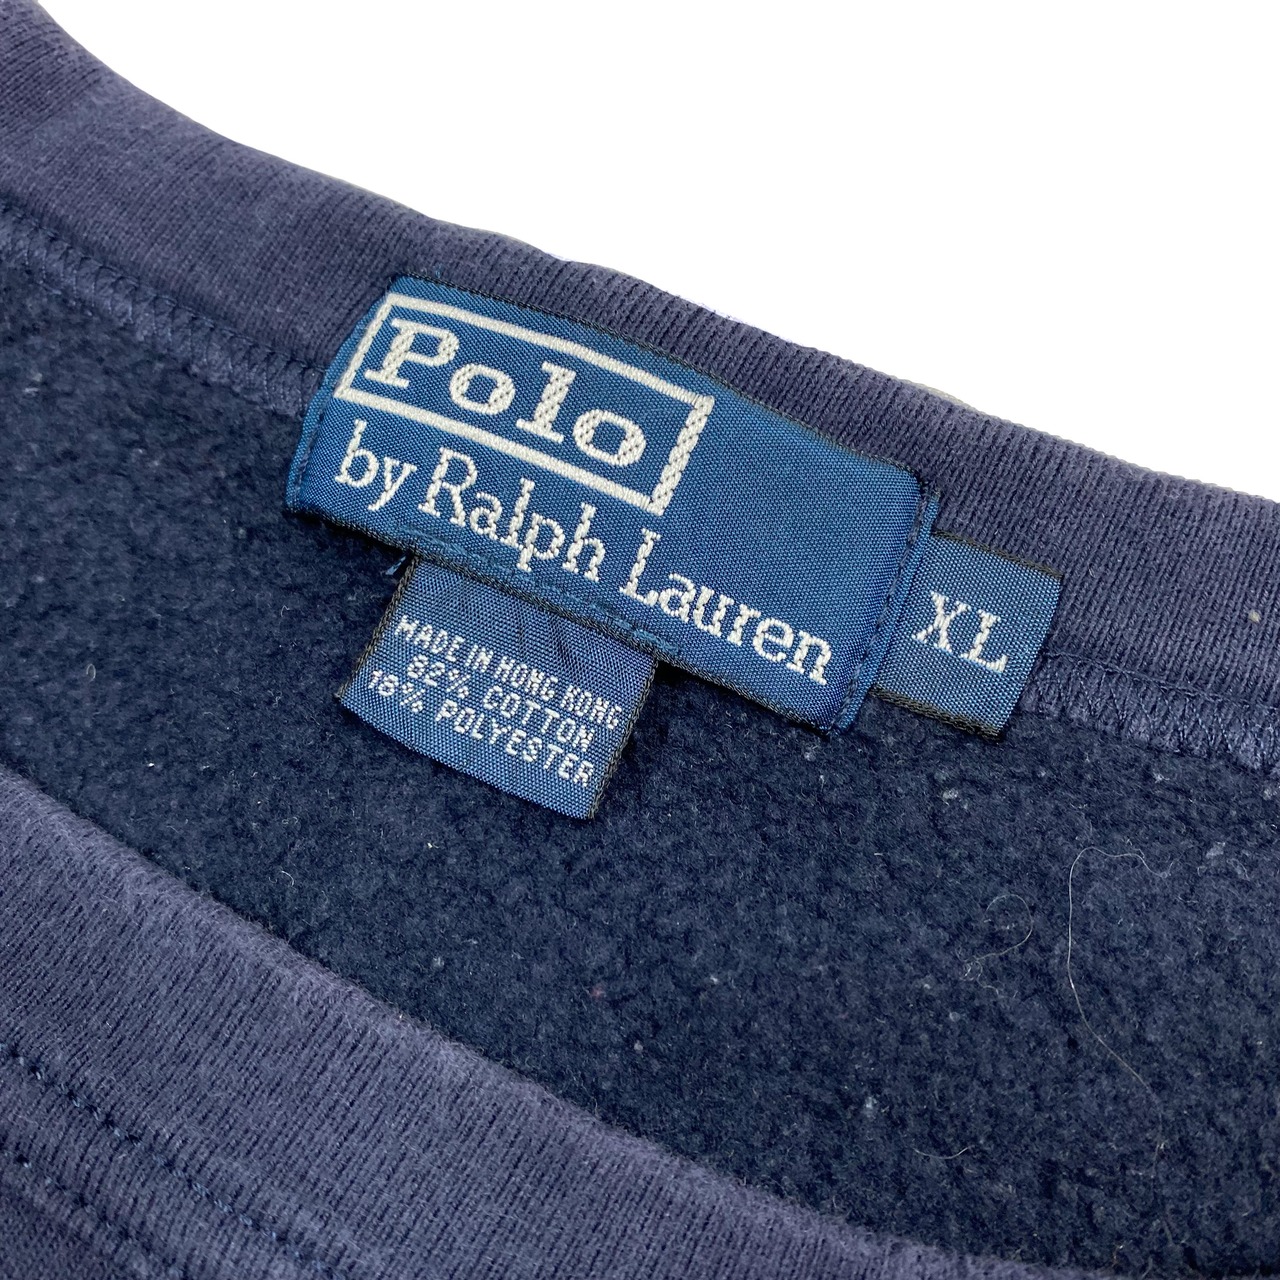 Polo
by Ralph Lauren
XL
MADE IN HONG KONG
82% COTTON
18% POLYESTER